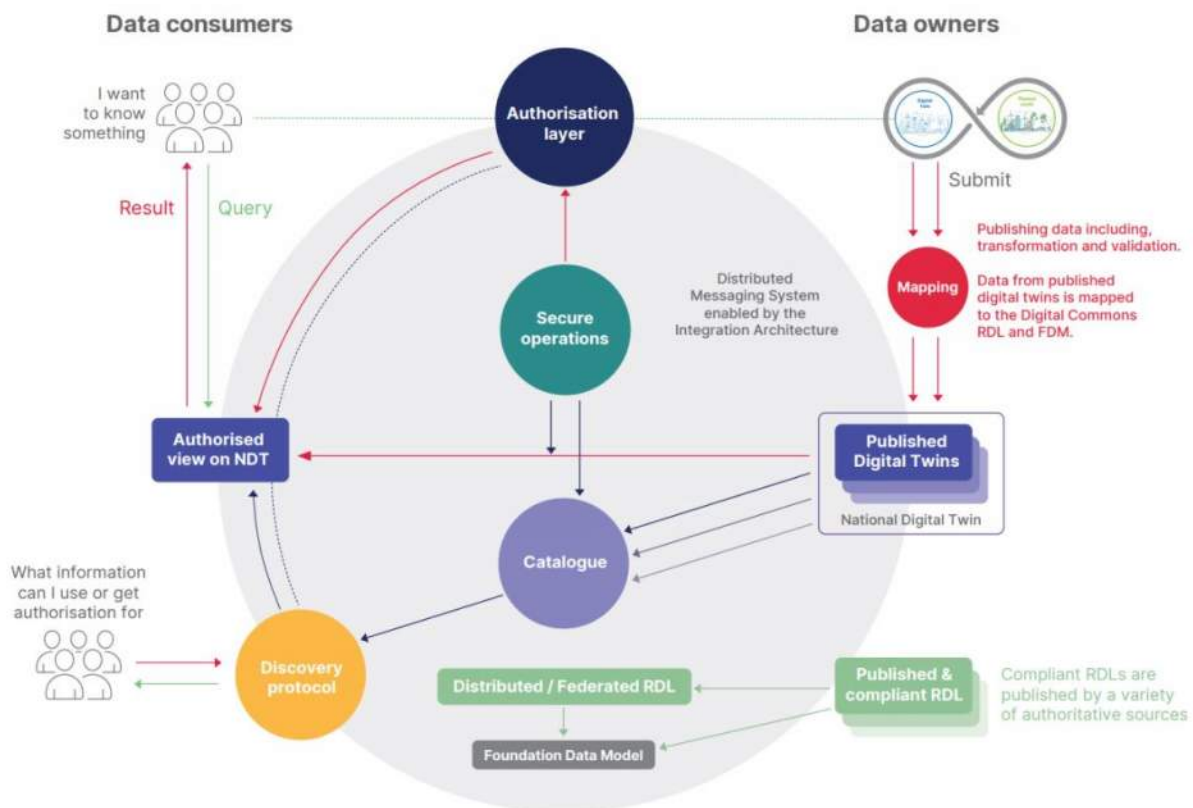 Data consumers
Data owners
I want
to know
something
Authorisation
layer
Submit
Result
Query
Publishing data including,
transformation and validation.
Mapping
Data from published
digital twins is mapped
to the Digital Commons
RDL and FDM.
Distributed
Messaging System
enabled by the
Integration Architecture
Secure
operations
Authorised
view on NDT
Published
Digital Twins
National Digital Twin
Catalogue
What information
can I use or get
authorisation for
Discovery
protocol
Distributed / Federated RDL
Published &
compliant RDL
Compliant RDLs are
published by a variety
of authoritative sources
Foundation Data Model